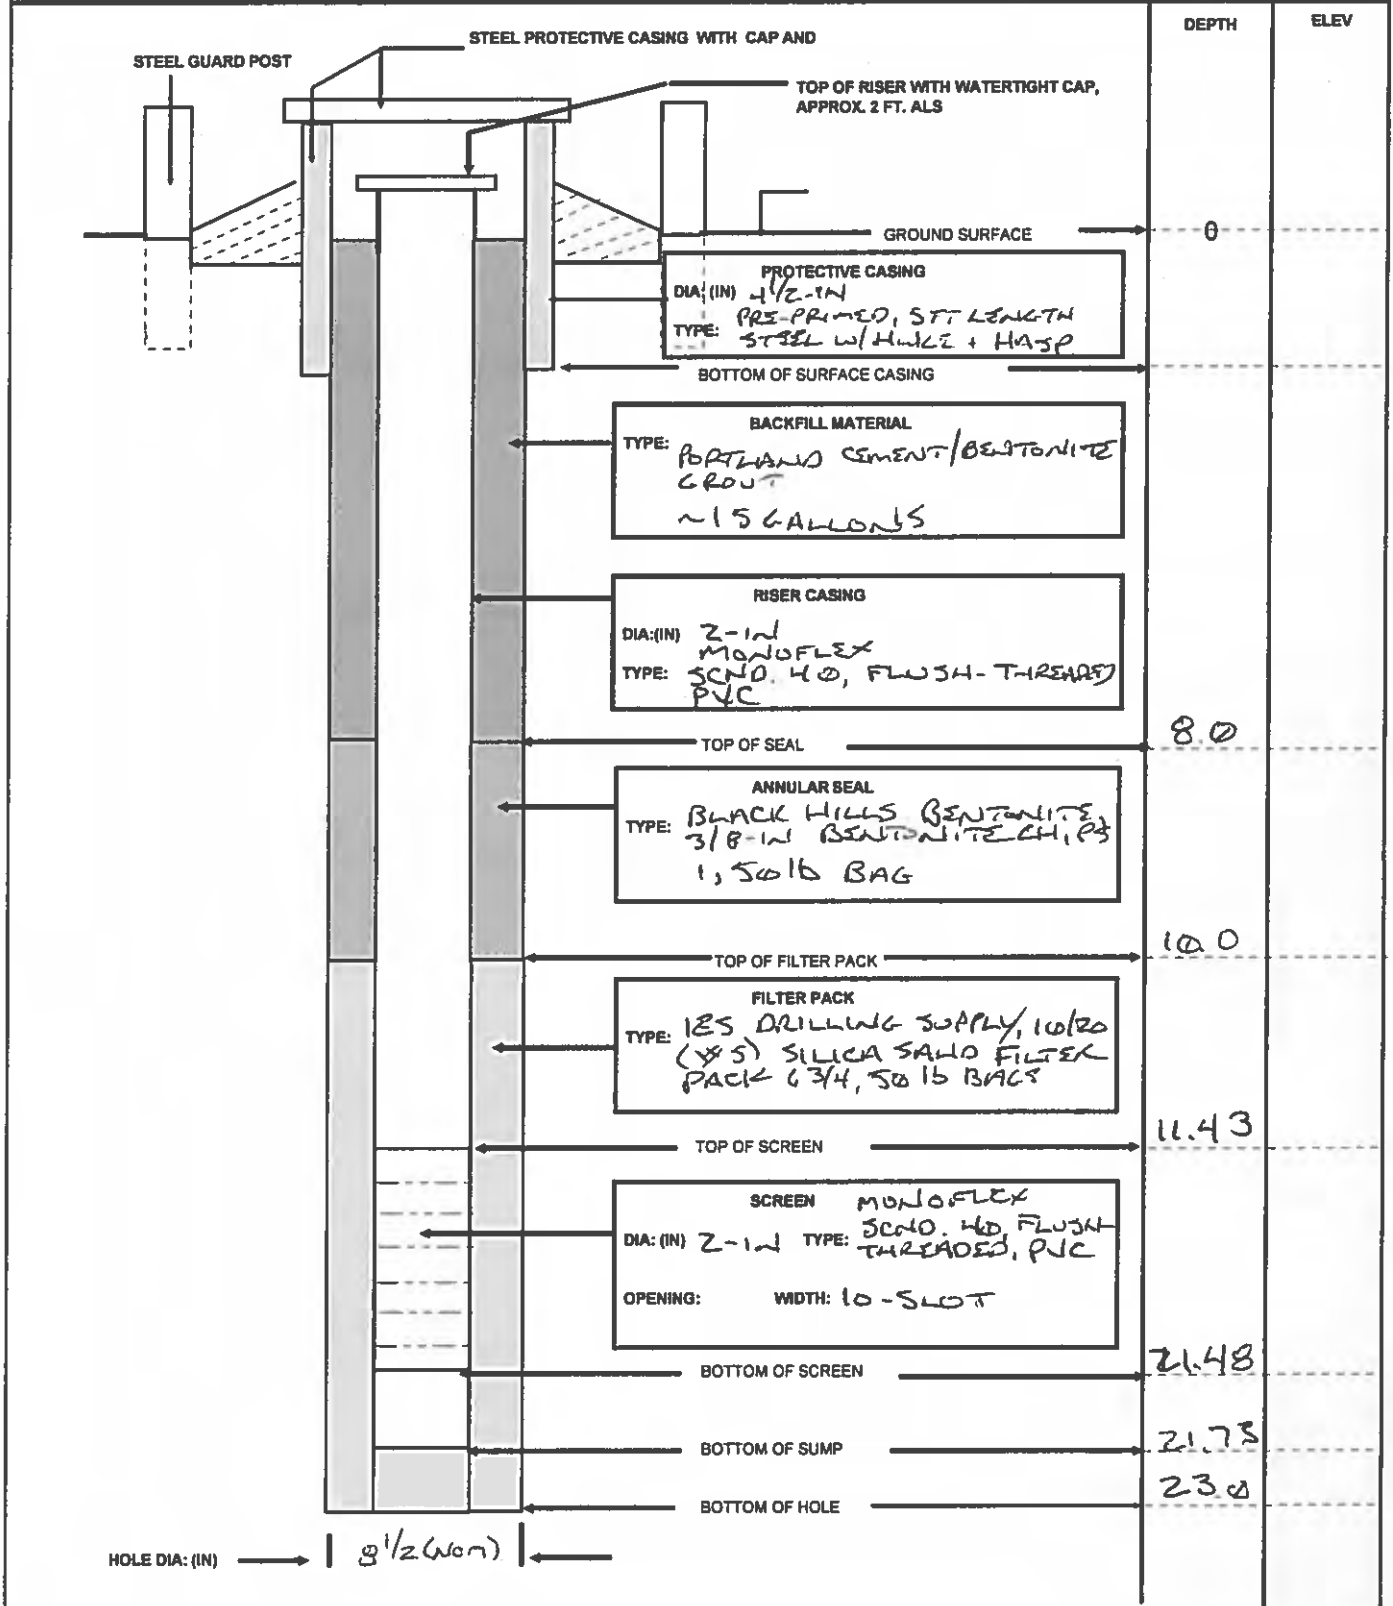 DEPTH
ELEV
STEEL PROTECTIVE CASING WITH CAP AND
STEEL GUARD POST
TOP OF RISER WITH WATERTIGHT CAP,
APPROX. 2 FT. ALS
GROUND SURFACE
0
PROTECTIVE CASING
DIA: (IN) 4 1/2-IN
TYPE: PRE-PRIMED, 5FT LENGTH
STEEL W/ HINGE + HASP
BOTTOM OF SURFACE CASING
BACKFILL MATERIAL
TYPE: PORTLAND CEMENT/BENTONITE
GROUT
~15 GALLONS
RISER CASING
DIA:(IN) 2-IN
MONOFLEX
TYPE: SCHD. 40, FLUSH-THREADED
PVC
TOP OF SEAL
8.0
ANNULAR SEAL
TYPE: BLACK HILLS BENTONITE,
3/8-IN BENTONITE CHIPS
1, 50 lb BAG
TOP OF FILTER PACK
10.0
FILTER PACK
TYPE: DRILLING SUPPLY, 10/20
(#5) SILICA SAND FILTER
PACK 6 3/4, 50 lb BAGS
TOP OF SCREEN
11.43
SCREEN MONOFLEX
DIA: (IN) 2-IN TYPE: SCHD. 40, FLUSH-
THREADED, PVC
OPENING: WIDTH: 10-SLOT
BOTTOM OF SCREEN
21.48
BOTTOM OF SUMP
21.73
BOTTOM OF HOLE
23.0
HOLE DIA: (IN) 8 1/2 (NOM)